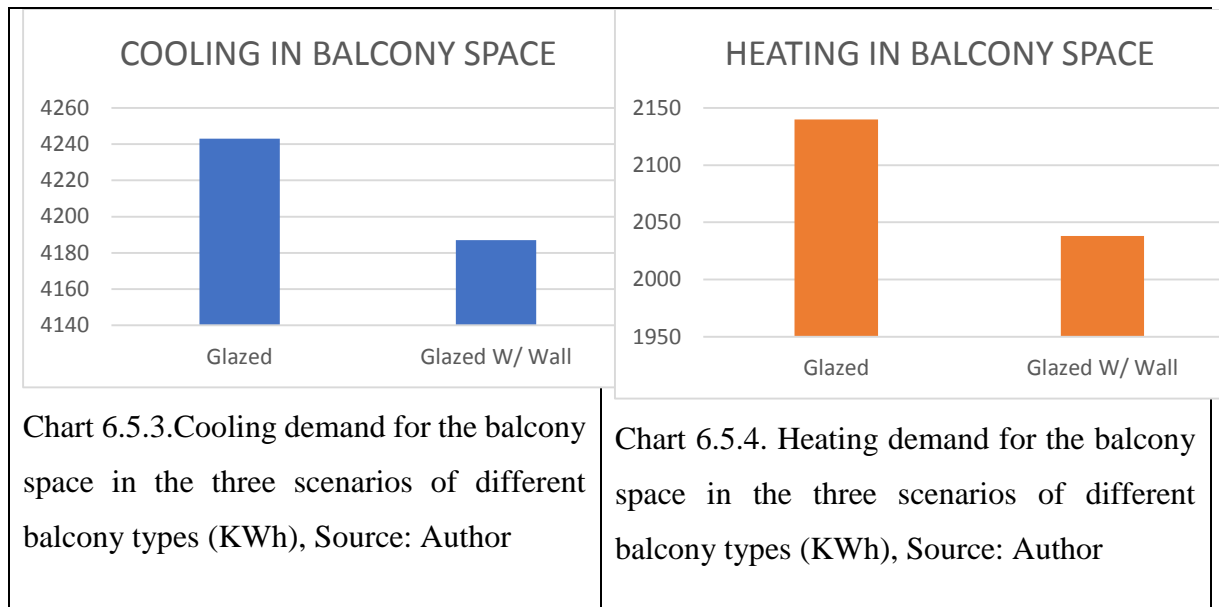 COOLING IN BALCONY SPACE
4260
4240
4220
4200
4180
4160
4140
Glazed
Glazed W/ Wall
Chart 6.5.3.Cooling demand for the balcony
space in the three scenarios of different
balcony types (KWh), Source: Author
HEATING IN BALCONY SPACE
2150
2100
2050
2000
1950
Glazed
Glazed W/ Wall
Chart 6.5.4. Heating demand for the balcony
space in the three scenarios of different
balcony types (KWh), Source: Author